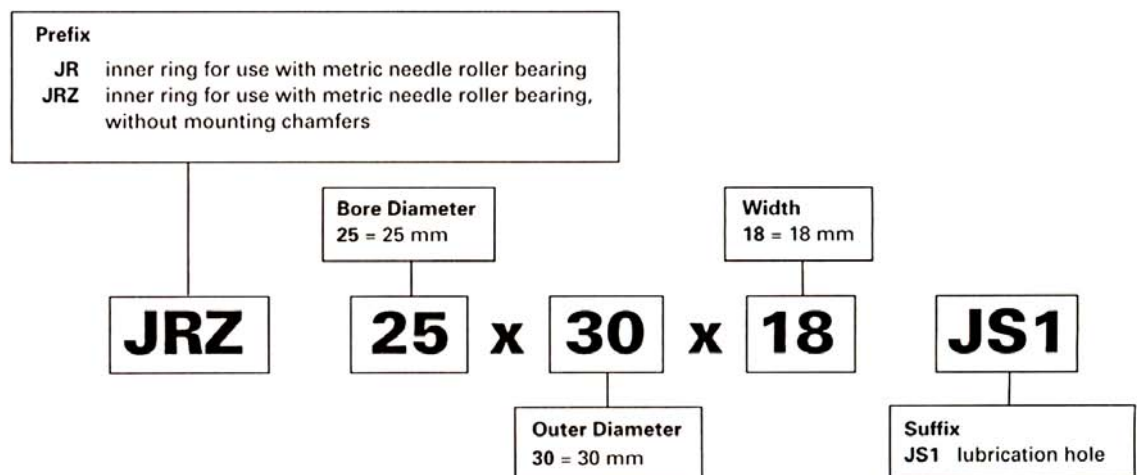 Prefix
JR inner ring for use with metric needle roller bearing
JRZ inner ring for use with metric needle roller bearing,
without mounting chamfers
Bore Diameter
25 = 25 mm
Width
18 = 18 mm
JRZ 25 x 30 x 18 JS1
Outer Diameter
30 = 30 mm
Suffix
JS1 lubrication hole